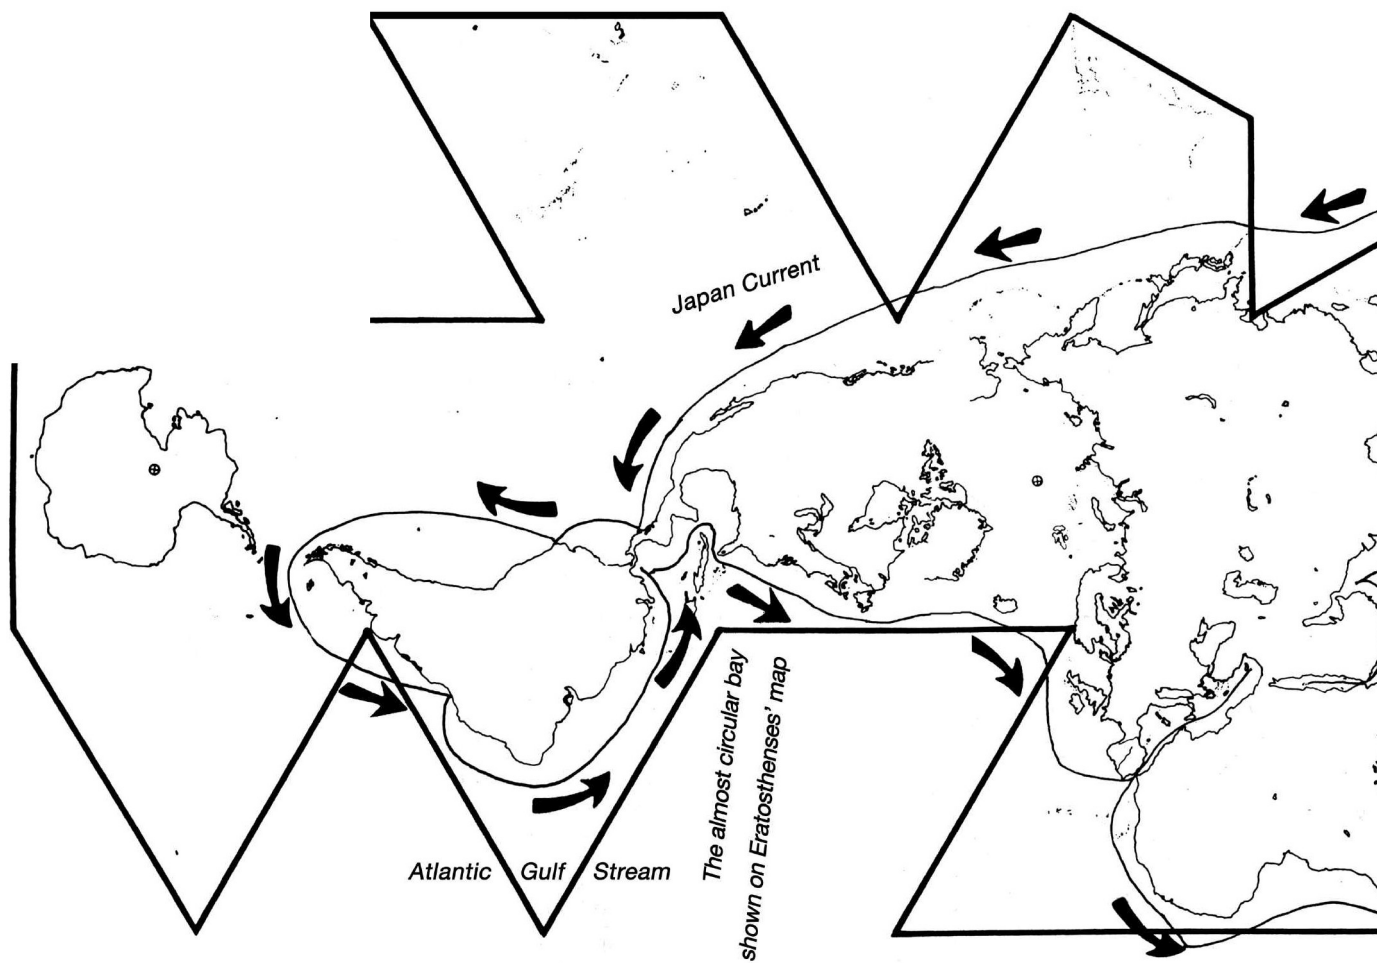 Japan Current
Atlantic Gulf Stream
The almost circular bay
shown on Eratosthenses' map